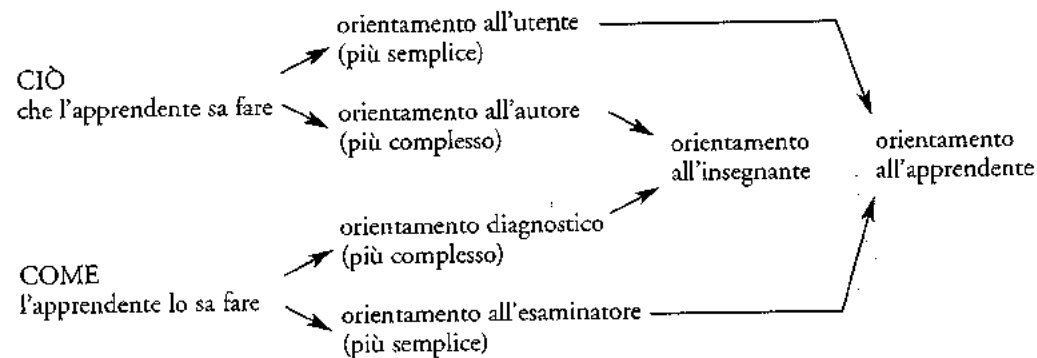 orientamento all'utente
(più semplice)
CIÒ
che l'apprendente sa fare
orientamento all'autore
(più complesso)
orientamento
all'insegnante
orientamento
all'apprendente
orientamento diagnostico
(più complesso)
COME
l'apprendente lo sa fare
orientamento all'esaminatore
(più semplice)